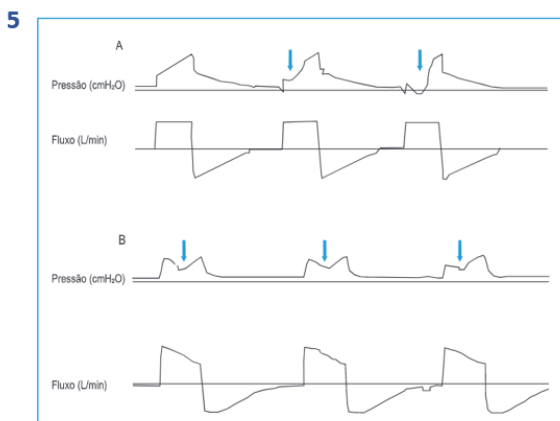 5
A
Pressão (cmH₂O)
Fluxo (L/min)
B
Pressão (cmH₂O)
Fluxo (L/min)